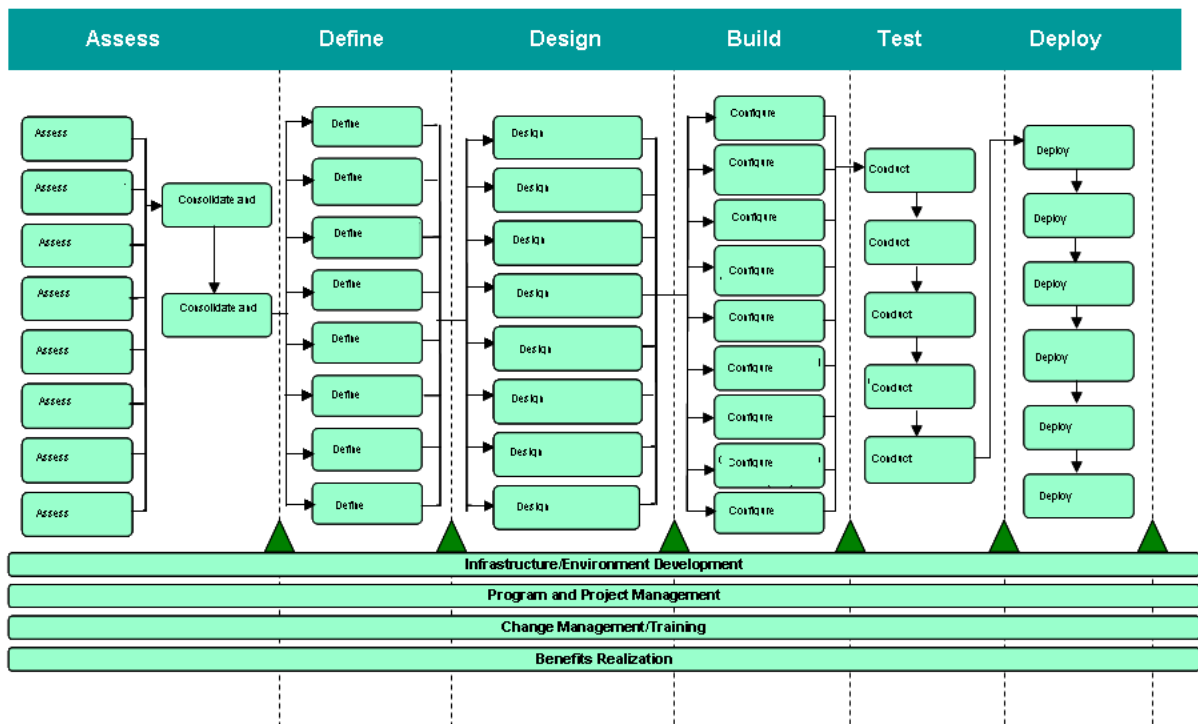 Assess
Define
Design
Build
Test
Deploy
Assess
Assess
Assess
Assess
Assess
Assess
Assess
Assess
Consolidate and
Consolidate and
Define
Define
Define
Define
Define
Define
Define
Define
Design
Design
Design
Design
Design
Design
Design
Design
Configure
Configure
Configure
Configure
Configure
Configure
Configure
Configure
Configure
Conduct
Conduct
Conduct
Conduct
Conduct
Deploy
Deploy
Deploy
Deploy
Deploy
Deploy
Infrastructure/Environment Development
Program and Project Management
Change Management/Training
Benefits Realization